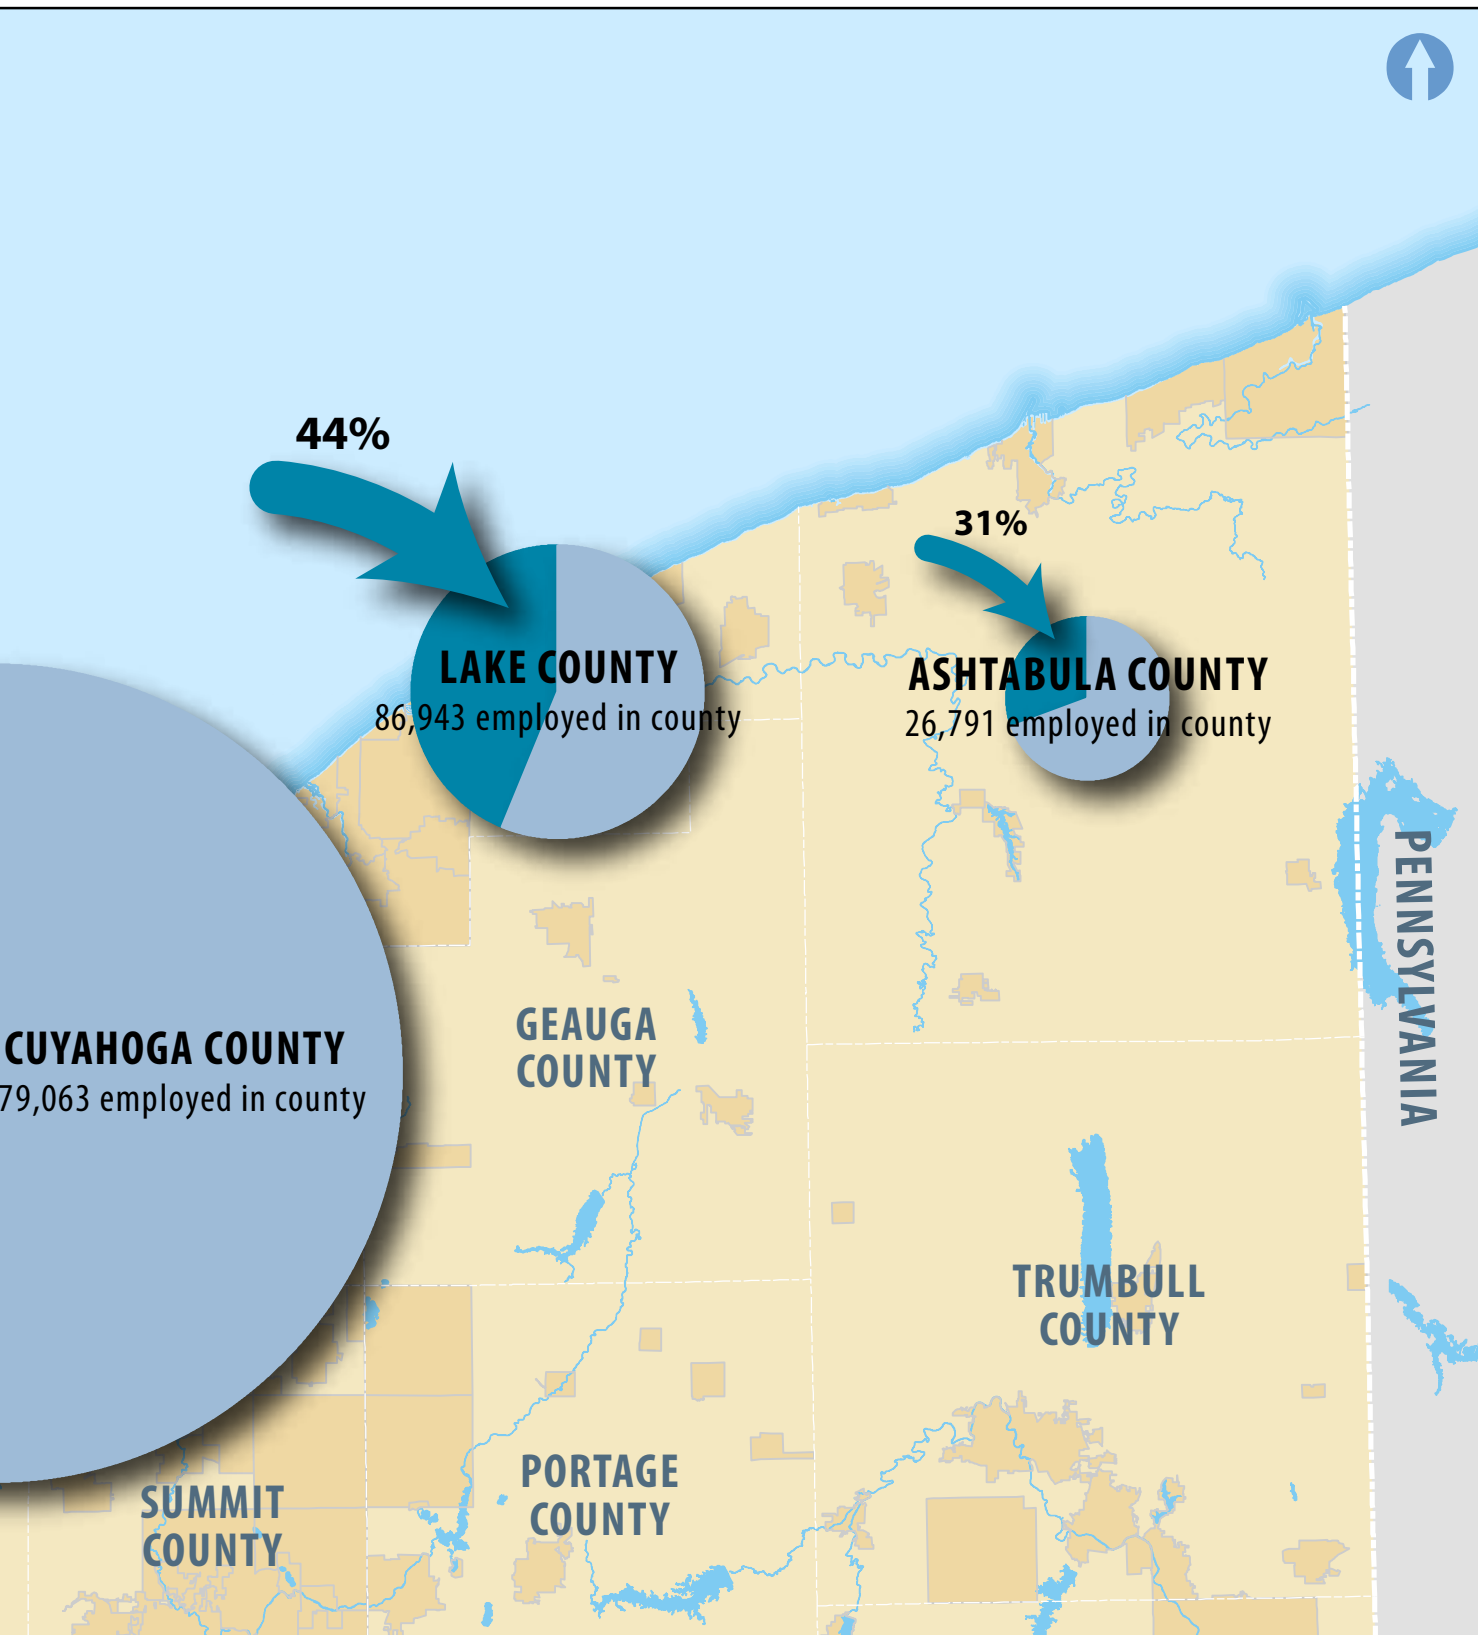 44%
31%
LAKE COUNTY
86,943 employed in county
ASHTABULA COUNTY
26,791 employed in county
PENNSYLVANIA
CUYAHOGA COUNTY
79,063 employed in county
GEAUGA
COUNTY
TRUMBULL
COUNTY
PORTAGE
COUNTY
SUMMIT
COUNTY